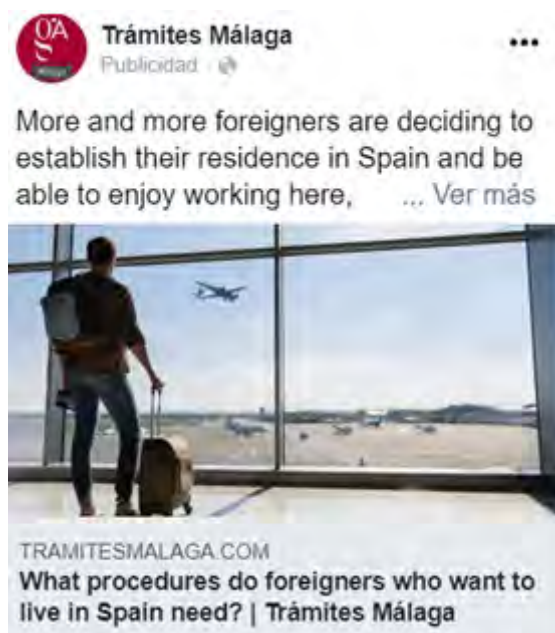 GA
S
Trámites Málaga
Publicidad
More and more foreigners are deciding to
establish their residence in Spain and be
able to enjoy working here, ... Ver más
TRAMITESMALAGA.COM
What procedures do foreigners who want to
live in Spain need? | Trámites Málaga